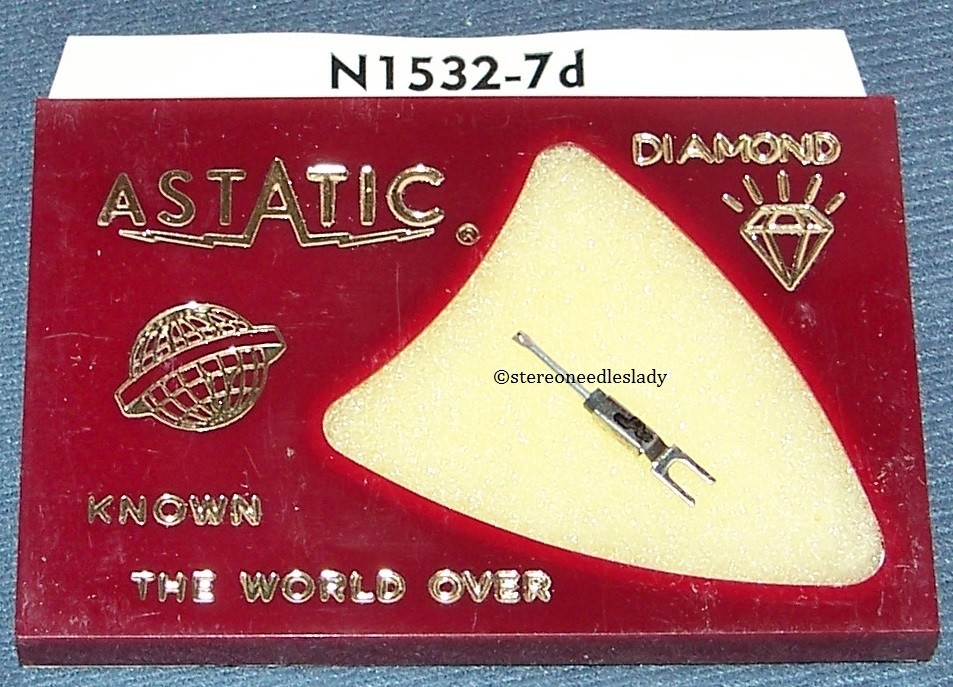 N1532-7d
ASTATIC®
DIAMOND
©stereoneedleslady
KNOWN
THE WORLD OVER